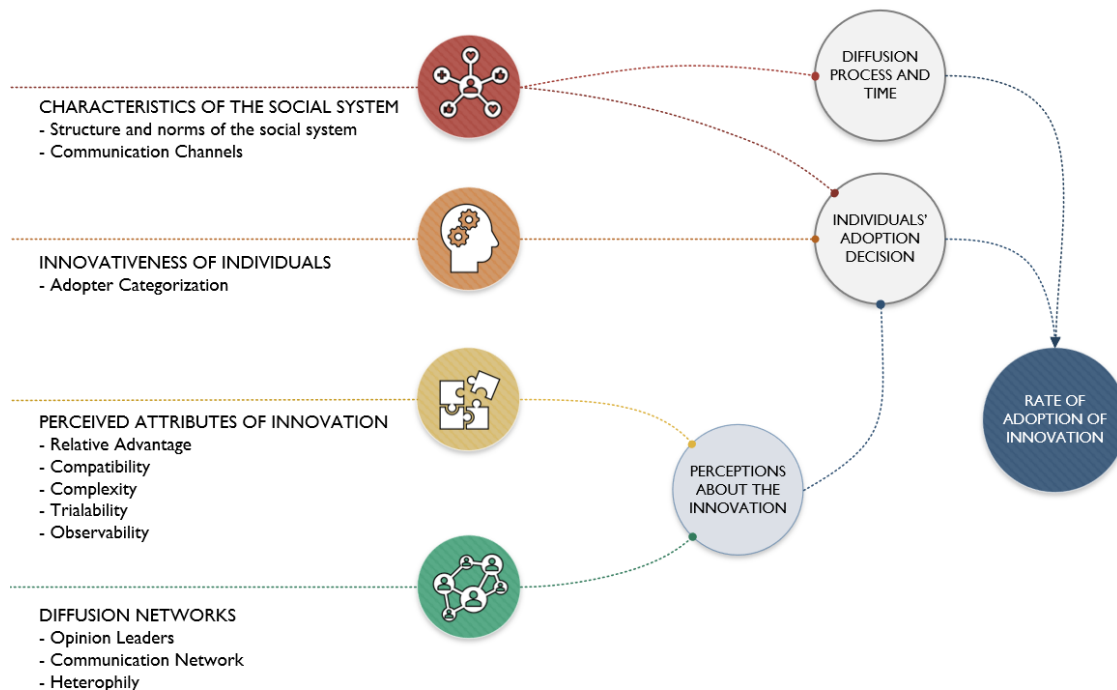 CHARACTERISTICS OF THE SOCIAL SYSTEM
- Structure and norms of the social system
- Communication Channels
INNOVATIVENESS OF INDIVIDUALS
- Adopter Categorization
PERCEIVED ATTRIBUTES OF INNOVATION
- Relative Advantage
- Compatibility
- Complexity
- Trialability
- Observability
DIFFUSION NETWORKS
- Opinion Leaders
- Communication Network
- Heterophily
PERCEPTIONS
ABOUT THE
INNOVATION
DIFFUSION
PROCESS AND
TIME
INDIVIDUALS'
ADOPTION
DECISION
RATE OF
ADOPTION OF
INNOVATION